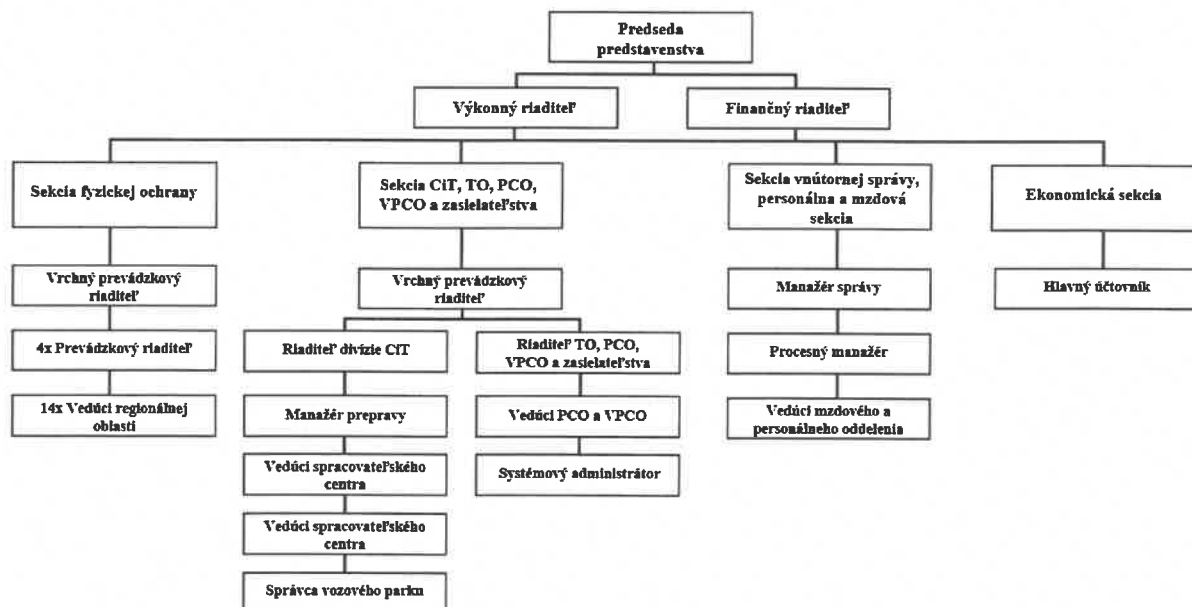 Predseda
predstavenstva
Výkonný riaditeľ
Finančný riaditeľ
Sekcia fyzickej ochrany
Sekcia CiT, TO, PCO,
VPCO a zasielateľstva
Sekcia vnútornej správy,
personálna a mzdová
sekcia
Ekonomická sekcia
Vrchný prevádzkový
riaditeľ
Vrchný prevádzkový
riaditeľ
Manažér správy
Hlavný účtovník
4x Prevádzkový riaditeľ
Riaditeľ divízie CiT
Riaditeľ TO, PCO,
VPCO a zasielateľstva
Procesný manažér
14x Vedúci regionálnej
oblasti
Manažér prepravy
Vedúci PCO a VPCO
Vedúci mzdového a
personálneho oddelenia
Vedúci spracovateľského
centra
Systémový administrátor
Vedúci spracovateľského
centra
Správca vozového parku